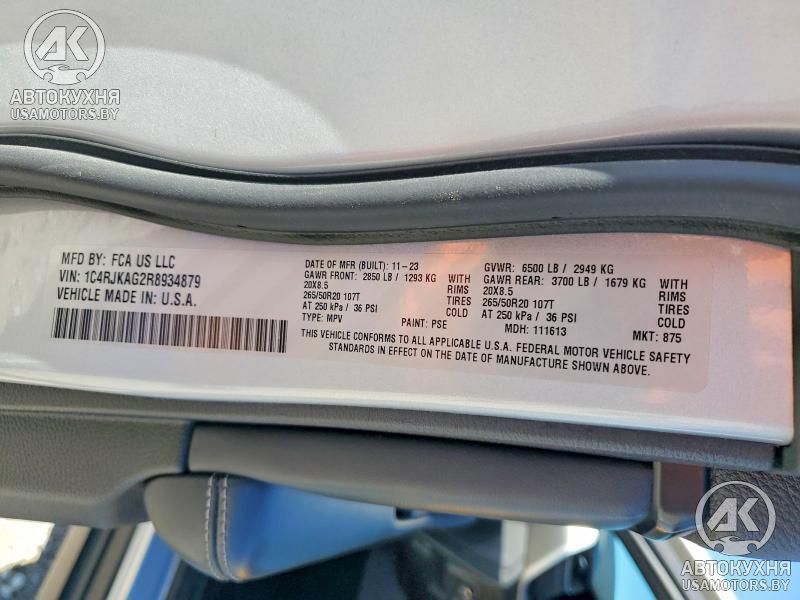 AK
АВТОКУХНЯ
USAMOTORS.BY
MFD BY: FCA US LLC
VIN: 1C4RJKAG2R8934879
VEHICLE MADE IN: U.S.A.
DATE OF MFR (BUILT): 11-23
GAWR FRONT: 2850 LB / 1293 KG WITH
20X8.5 RIMS
265/50R20 107T TIRES
AT 250 kPa / 36 PSI COLD
TYPE: MPV PAINT: PSE
GVWR: 6500 LB / 2949 KG
GAWR REAR: 3700 LB / 1679 KG WITH
20X8.5 RIMS
265/50R20 107T TIRES
AT 250 kPa / 36 PSI COLD
MDH: 111613 MKT: 875
THIS VEHICLE CONFORMS TO ALL APPLICABLE U.S.A. FEDERAL MOTOR VEHICLE SAFETY
STANDARDS IN EFFECT ON THE DATE OF MANUFACTURE SHOWN ABOVE.
AK
АВТОКУХНЯ
USAMOTORS.BY